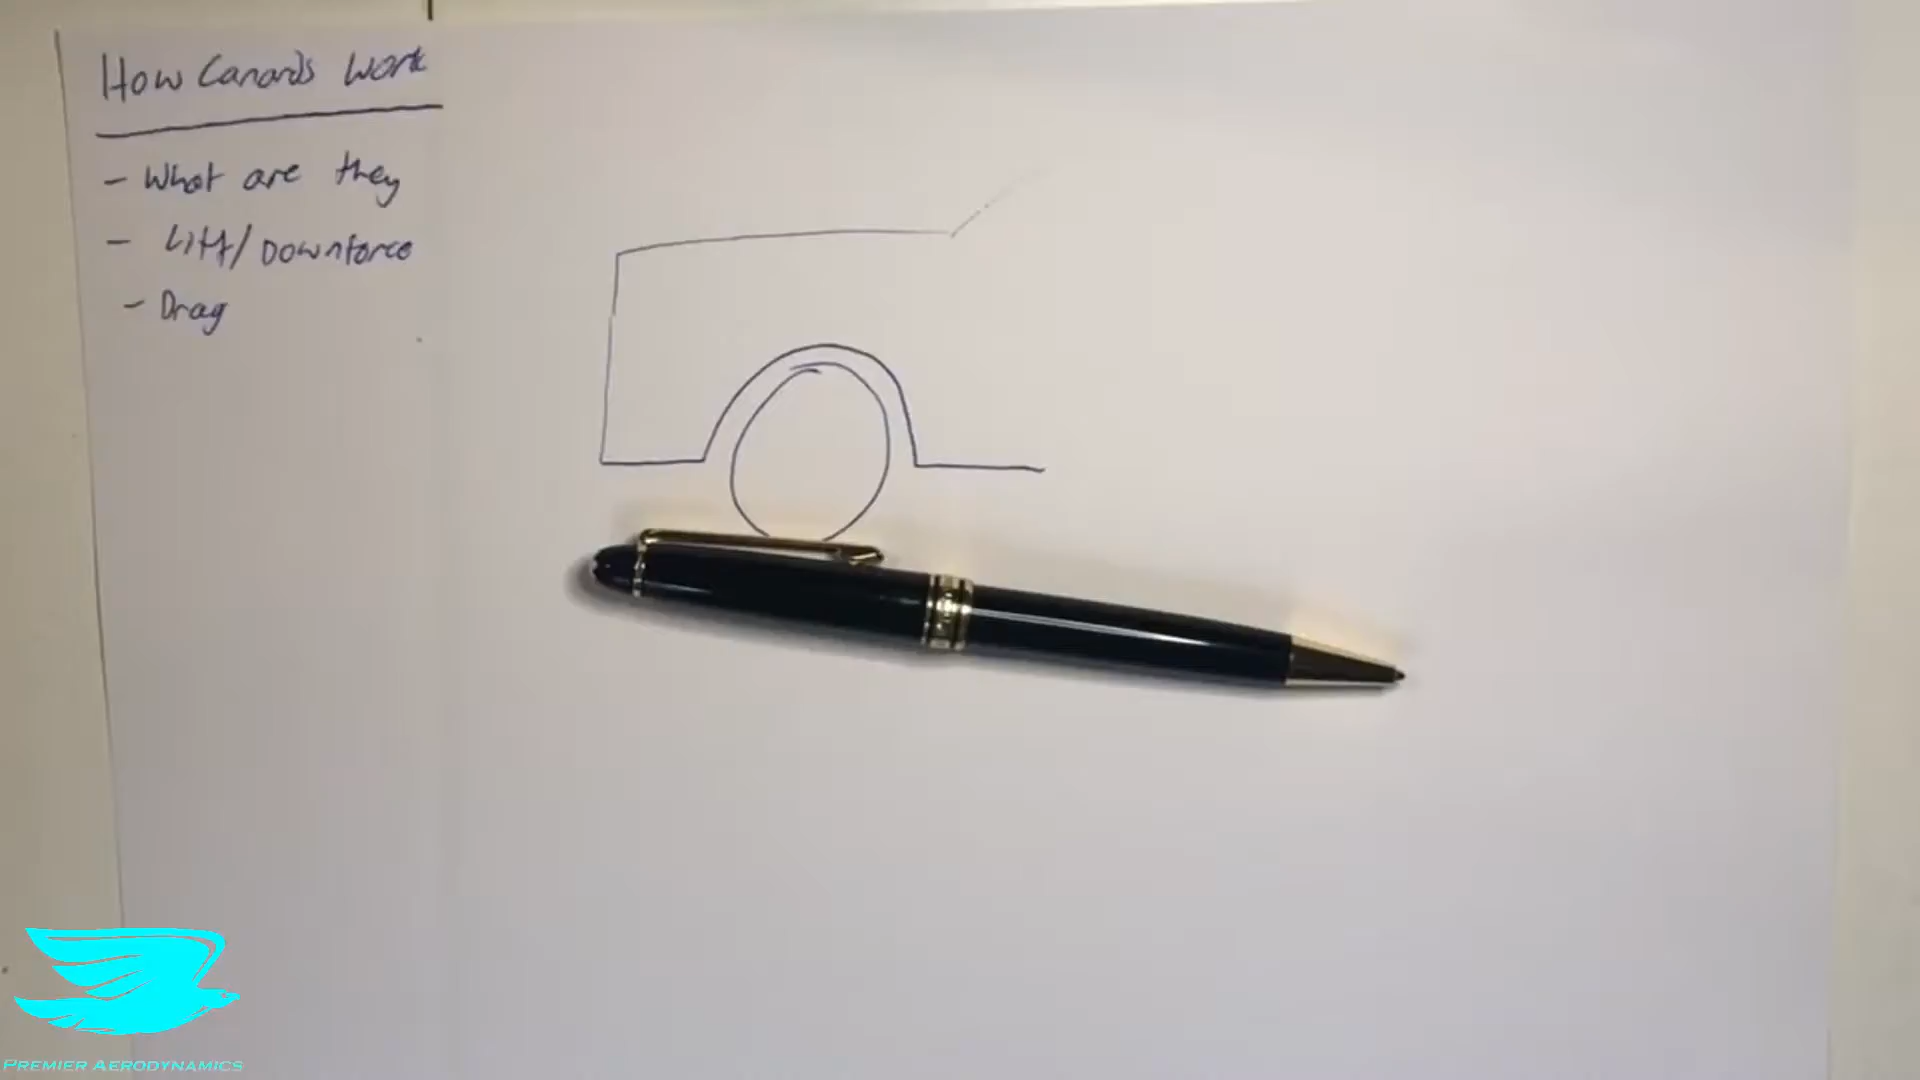 How Canards Work
- What are they
- Lift/Downforce
- Drag
PREMIER AERODYNAMICS